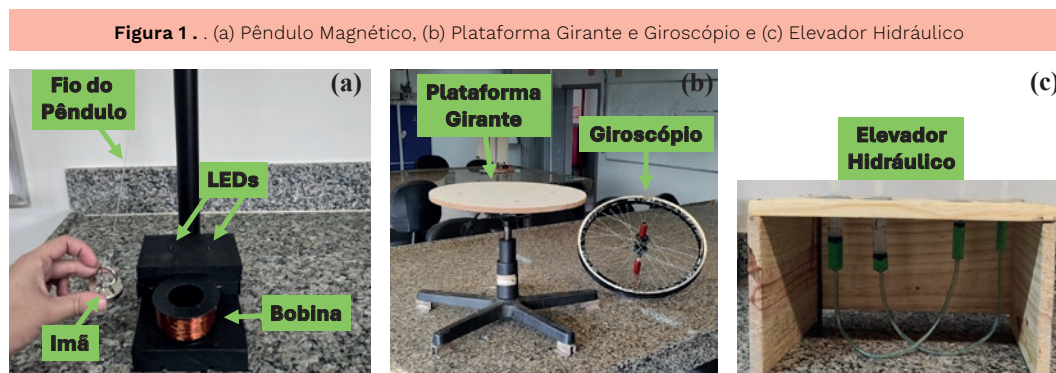 Figura 1 . . (a) Pêndulo Magnético, (b) Plataforma Girante e Giroscópio e (c) Elevador Hidráulico
(a)
Fio do
Pêndulo
LEDs
Imã
Bobina
(b)
Plataforma
Girante
Giroscópio
(c)
Elevador
Hidráulico